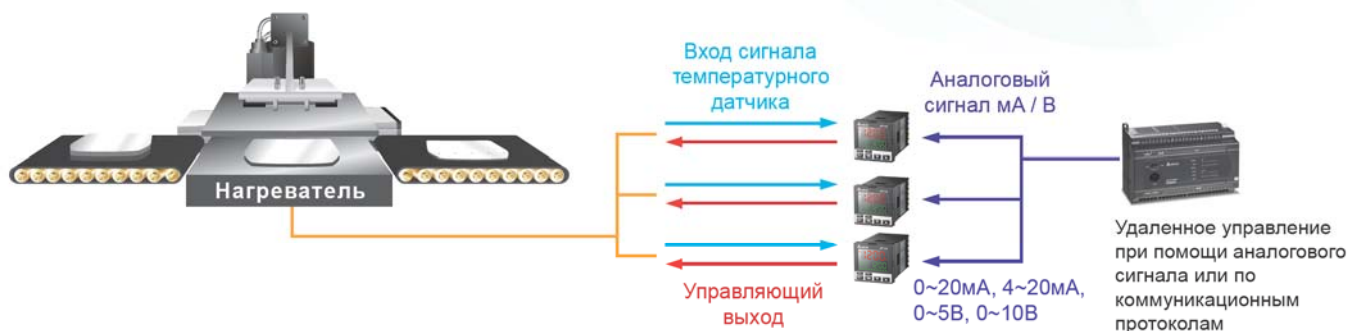 Вход сигнала
температурного
датчика
Аналоговый
сигнал мА / В
Нагреватель
Управляющий
выход
0~20мА, 4~20мА,
0~5В, 0~10В
Удаленное управление
при помощи аналогового
сигнала или по
коммуникационным
протоколам